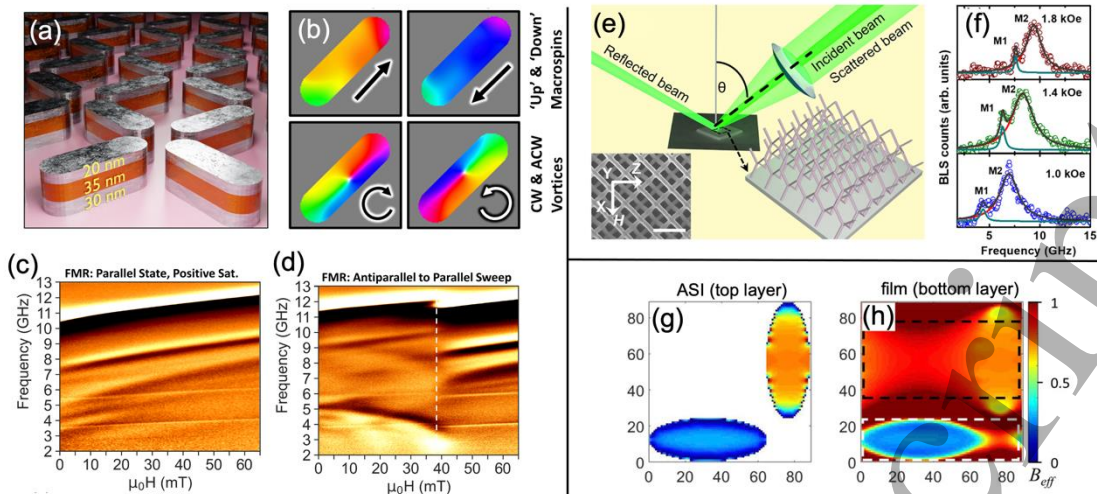 (a)
20 nm
35 nm
30 nm
(b)
'Up' & 'Down'
Macrospins
CW & ACW
Vortices
(c)
FMR: Parallel State, Positive Sat.
Frequency (GHz)
13
12
11
10
9
8
7
6
5
4
3
2
0 10 20 30 40 50 60
μ₀H (mT)
(d)
FMR: Antiparallel to Parallel Sweep
Frequency (GHz)
13
12
11
10
9
8
7
6
5
4
3
2
0 10 20 30 40 50 60
μ₀H (mT)
(e)
Reflected beam
θ
Incident beam
Scattered beam
Y Z
X H
(f)
BLS counts (arb. units)
M2 1.8 kOe
M1
M2 1.4 kOe
M1
M2 1.0 kOe
M1
5 10 15
Frequency (GHz)
ASI (top layer)
(g)
80
60
40
20
0
0 20 40 60 80
film (bottom layer)
(h)
80
60
40
20
0
0 20 40 60 80
1
0.5
0
B_eff